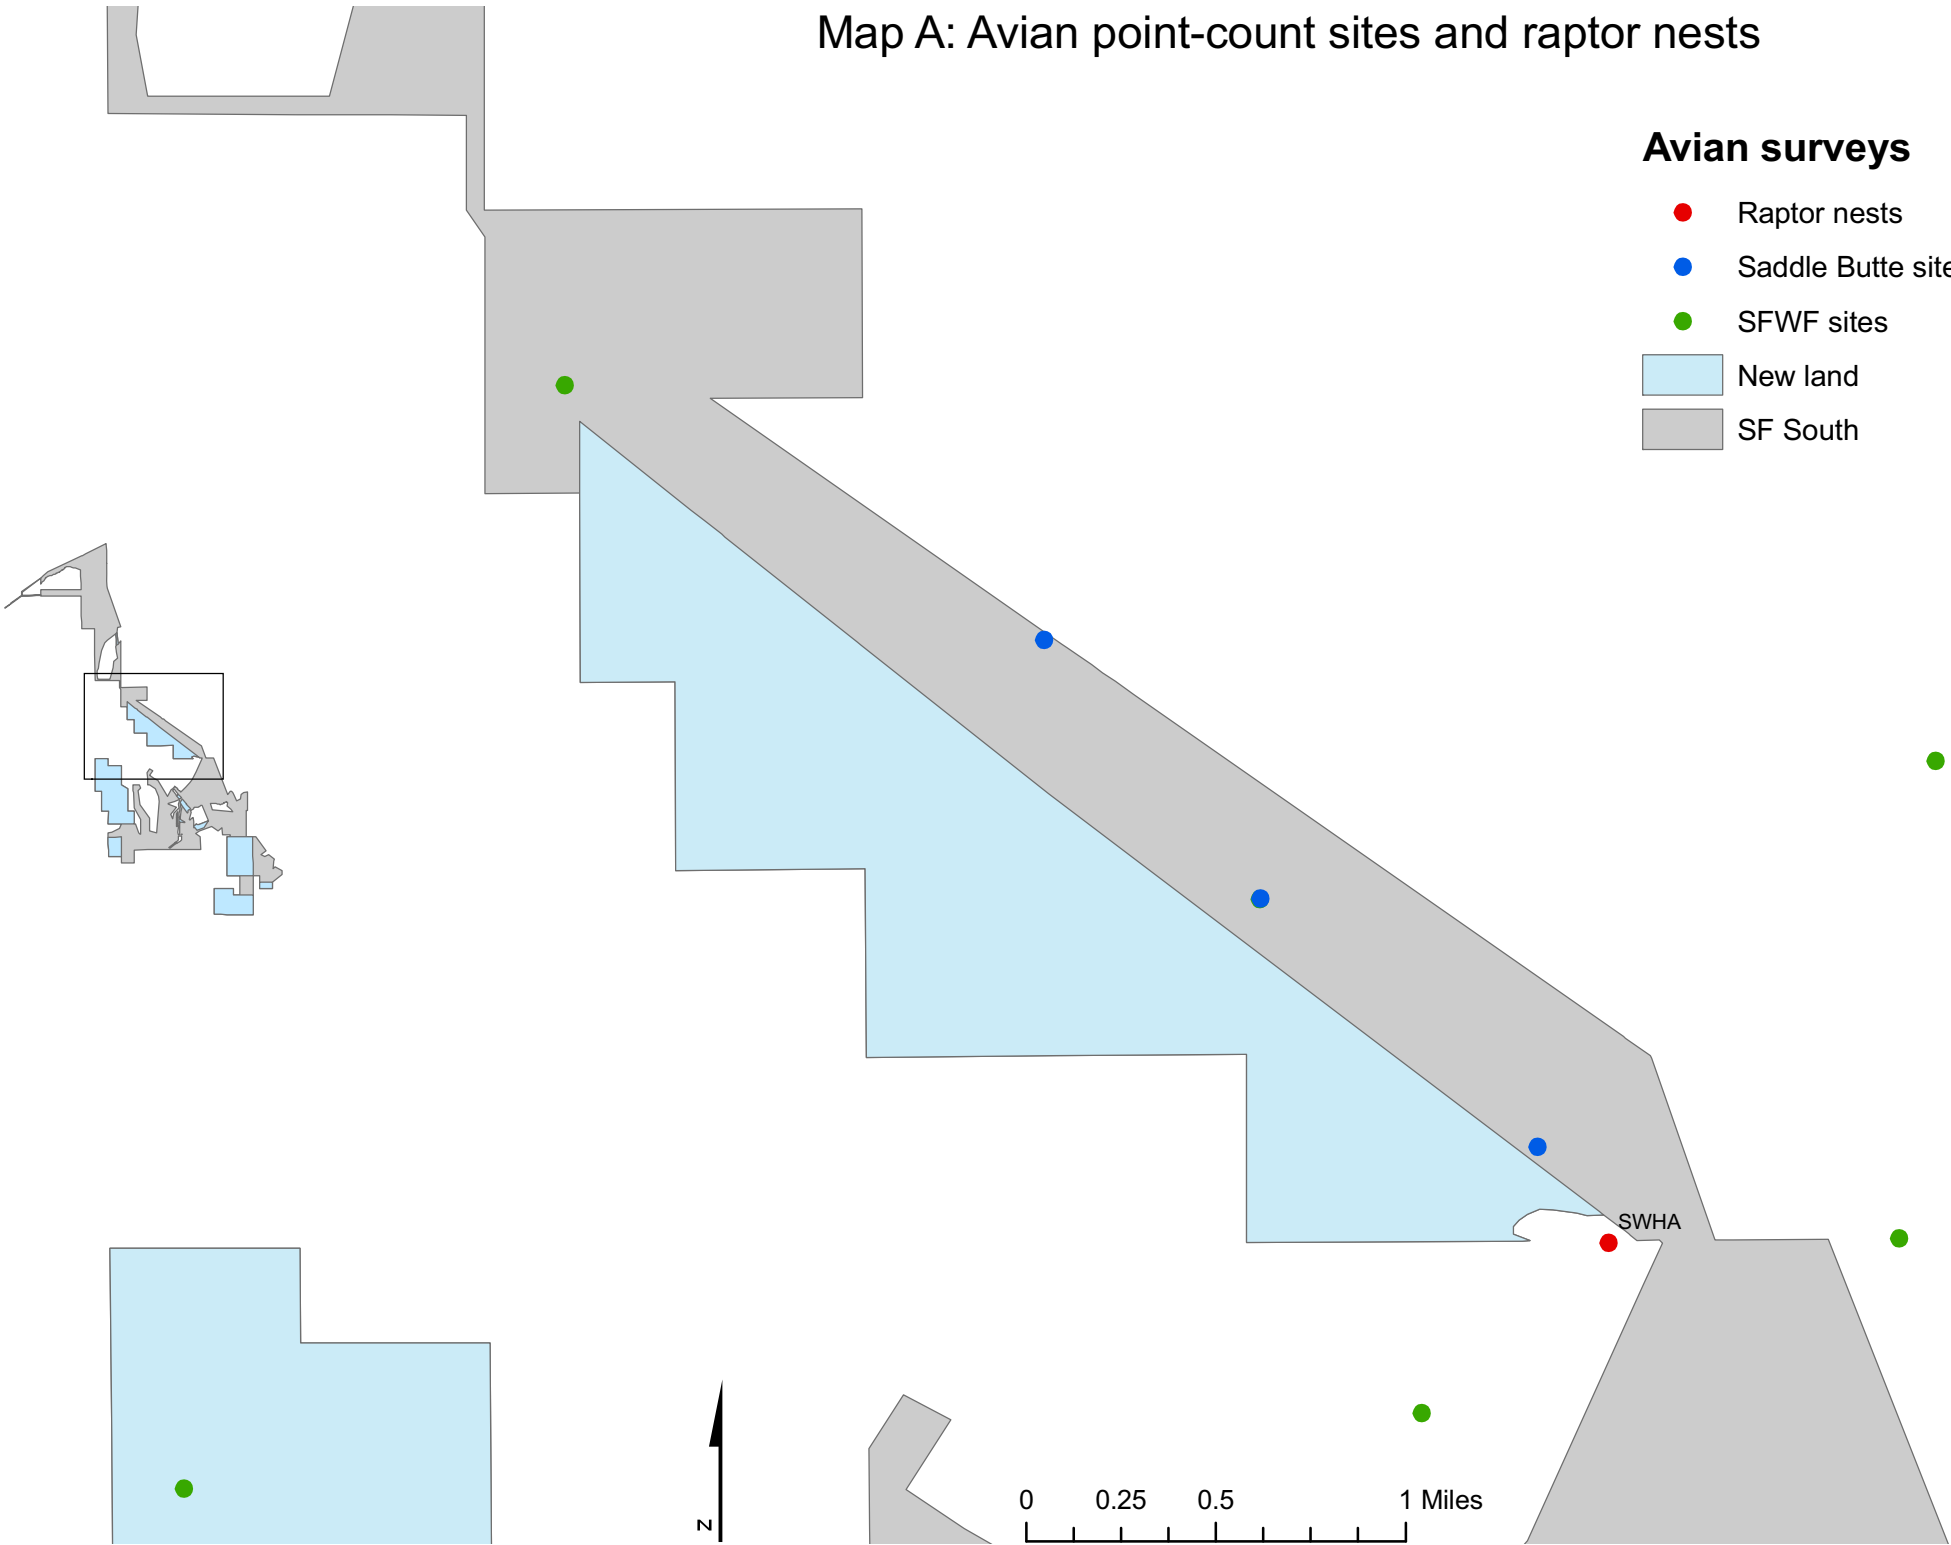 Map A: Avian point-count sites and raptor nests
Avian surveys
Raptor nests
Saddle Butte site
SFWF sites
New land
SF South
SWHA
0 0.25 0.5 1 Miles
N